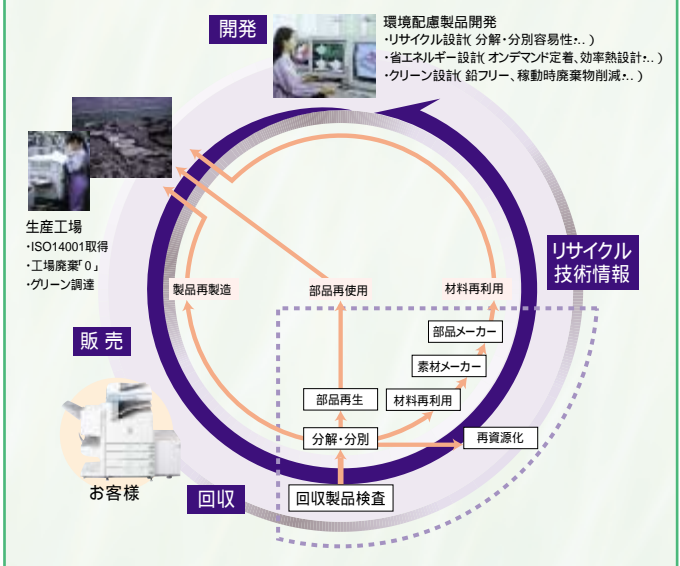 開発
環境配慮製品開発
・リサイクル設計( 分解・分別容易性・. . )
・省エネルギー設計( オンデマンド定着、効率熱設計・. . )
・クリーン設計( 鉛フリー、稼動時廃棄物削減・. . )
生産工場
・ISO14001取得
・工場廃棄「0」
・グリーン調達
リサイクル
技術情報
製品再製造
部品再使用
材料再利用
販 売
部品メーカー
素材メーカー
部品再生
材料再利用
分解・分別
再資源化
お客様
回収
回収製品検査